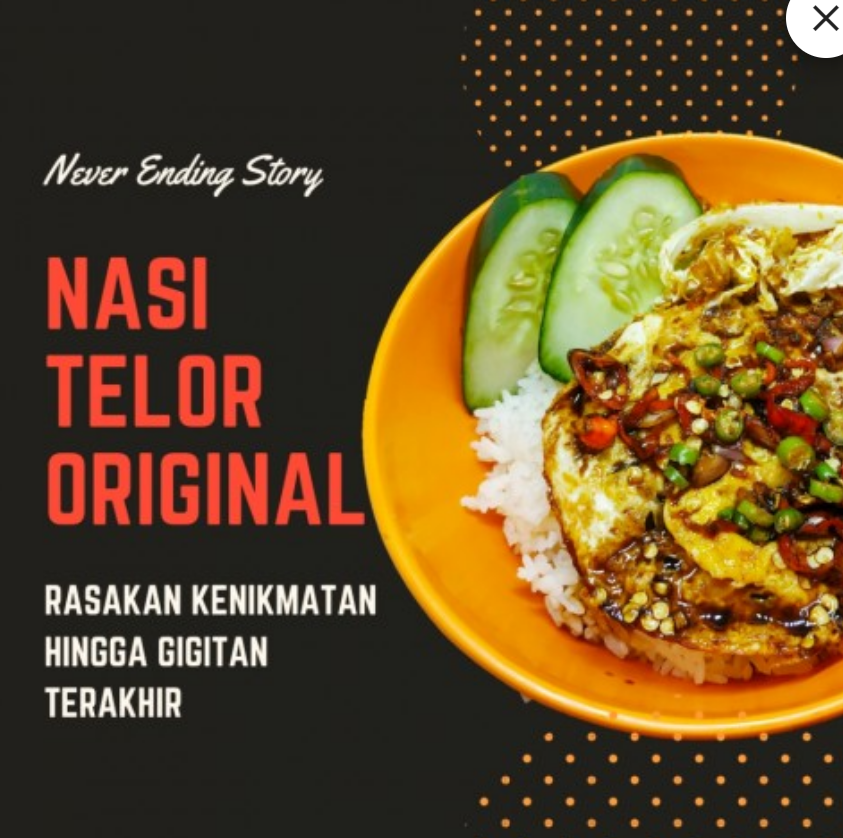 Never Ending Story
NASI
TELOR
ORIGINAL
RASAKAN KENIKMATAN
HINGGA GIGITAN
TERAKHIR